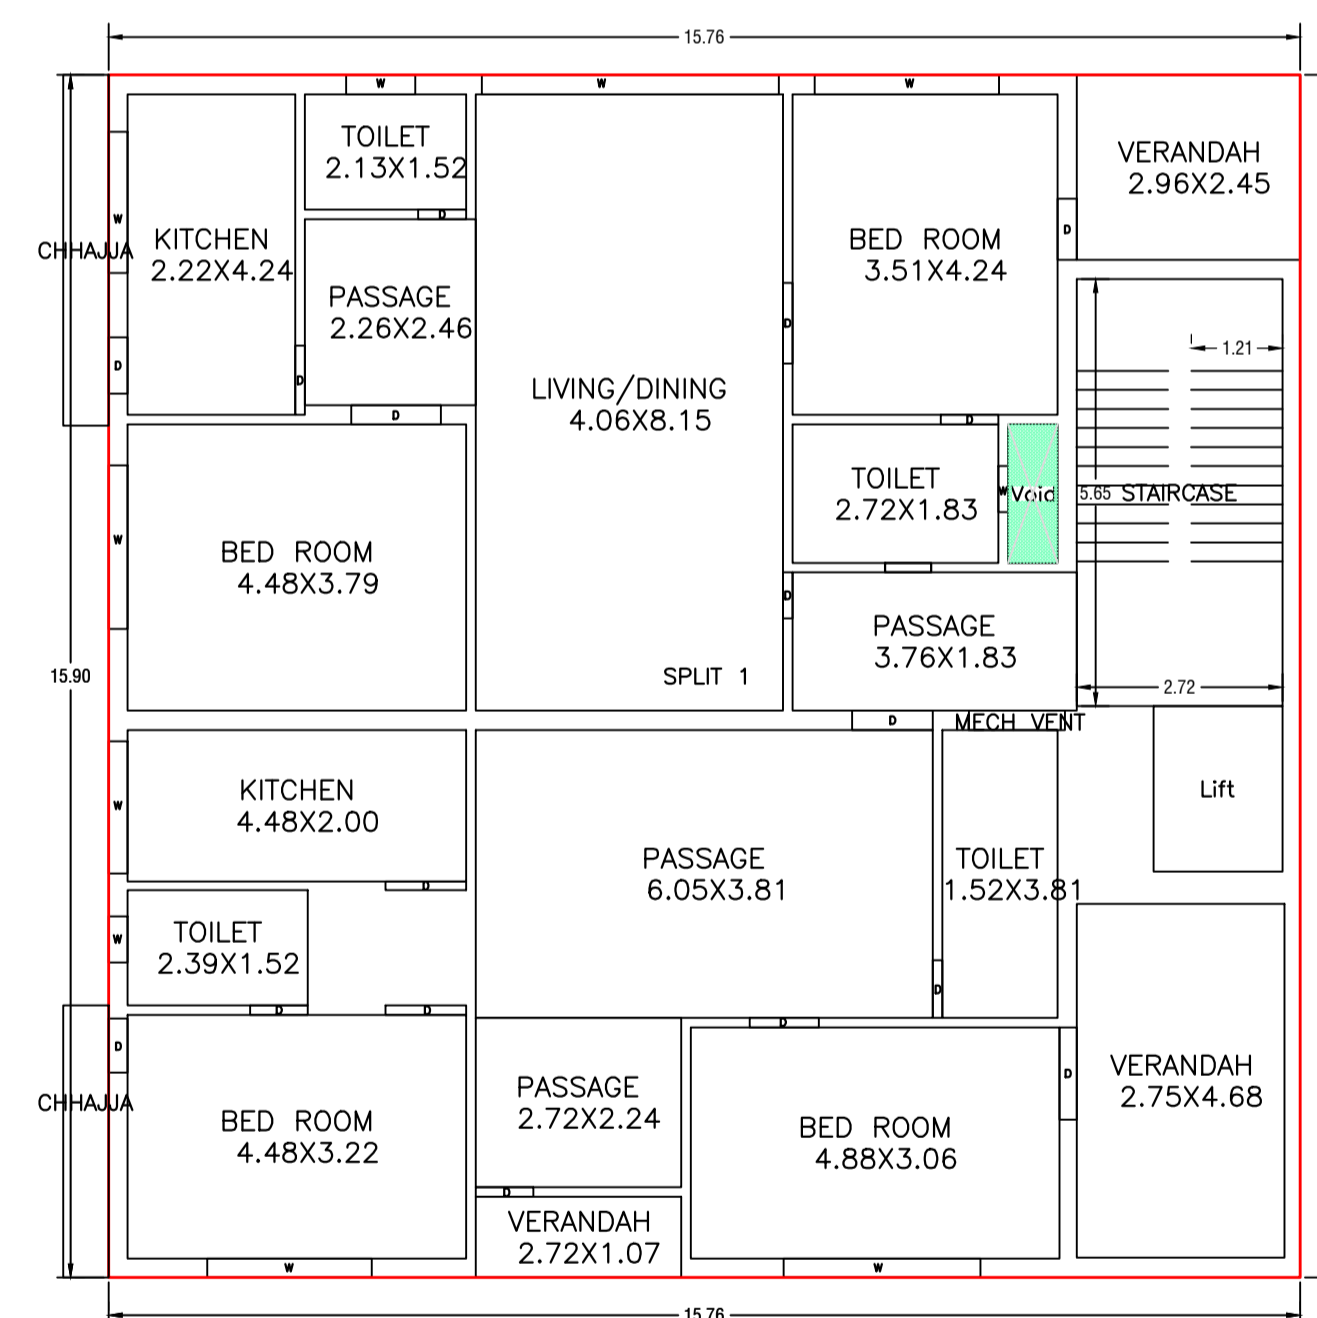 15.76
W
W
W
TOILET
2.13X1.52
VERANDAH
2.96X2.45
D
W
D
CHHAJJA
KITCHEN
2.22X4.24
BED ROOM
3.51X4.24
PASSAGE
2.26X2.46
D
1.21
D
D
LIVING/DINING
4.06X8.15
D
D
TOILET
2.72X1.83
W
Void
5.65
STAIRCASE
W
BED ROOM
4.48X3.79
D
PASSAGE
3.76X1.83
15.90
SPLIT 1
2.72
D
MECH VENT
KITCHEN
4.48X2.00
Lift
W
PASSAGE
6.05X3.81
TOILET
1.52X3.81
D
TOILET
2.39X1.52
W
D
D
D
D
D
VERANDAH
2.75X4.68
D
CHHAJJA
PASSAGE
2.72X2.24
BED ROOM
4.48X3.22
BED ROOM
4.88X3.06
D
VERANDAH
2.72X1.07
W
W
15.76